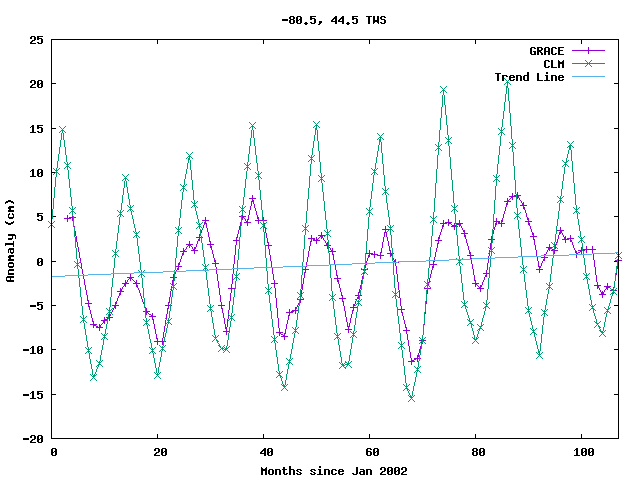 -80.5, 44.5 TWS
GRACE
CLM
Trend Line
25
20
15
10
5
0
-5
-10
-15
-20
Anomaly (cm)
0 20 40 60 80 100
Months since Jan 2002